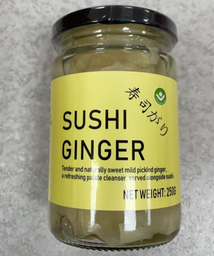 寿司がり
SUSHI
GINGER
Tender and naturally sweet mild pickled ginger,
a refreshing palate cleanser, served alongside sushi
NET WEIGHT: 250G